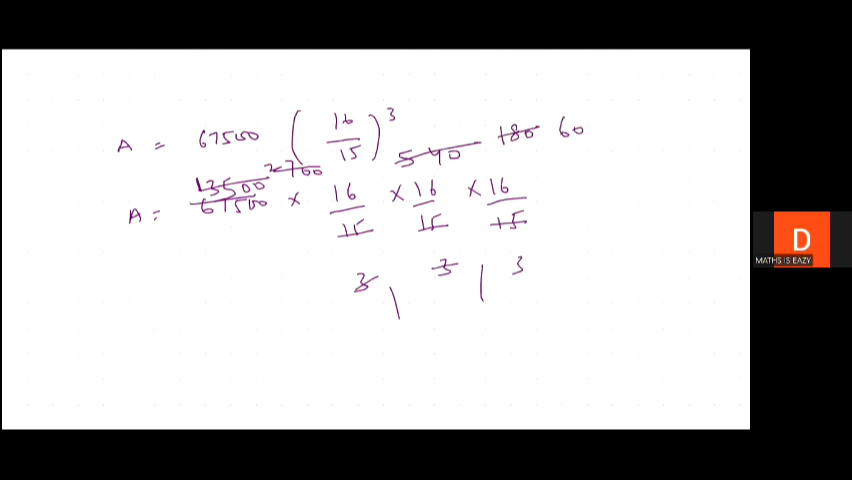 A = 67500 (16/15)^3
13500 2700 540 180 60
A = 67500 × 16/15 × 16/15 × 16/15
3 3 3
D
MATHS IS EAZY